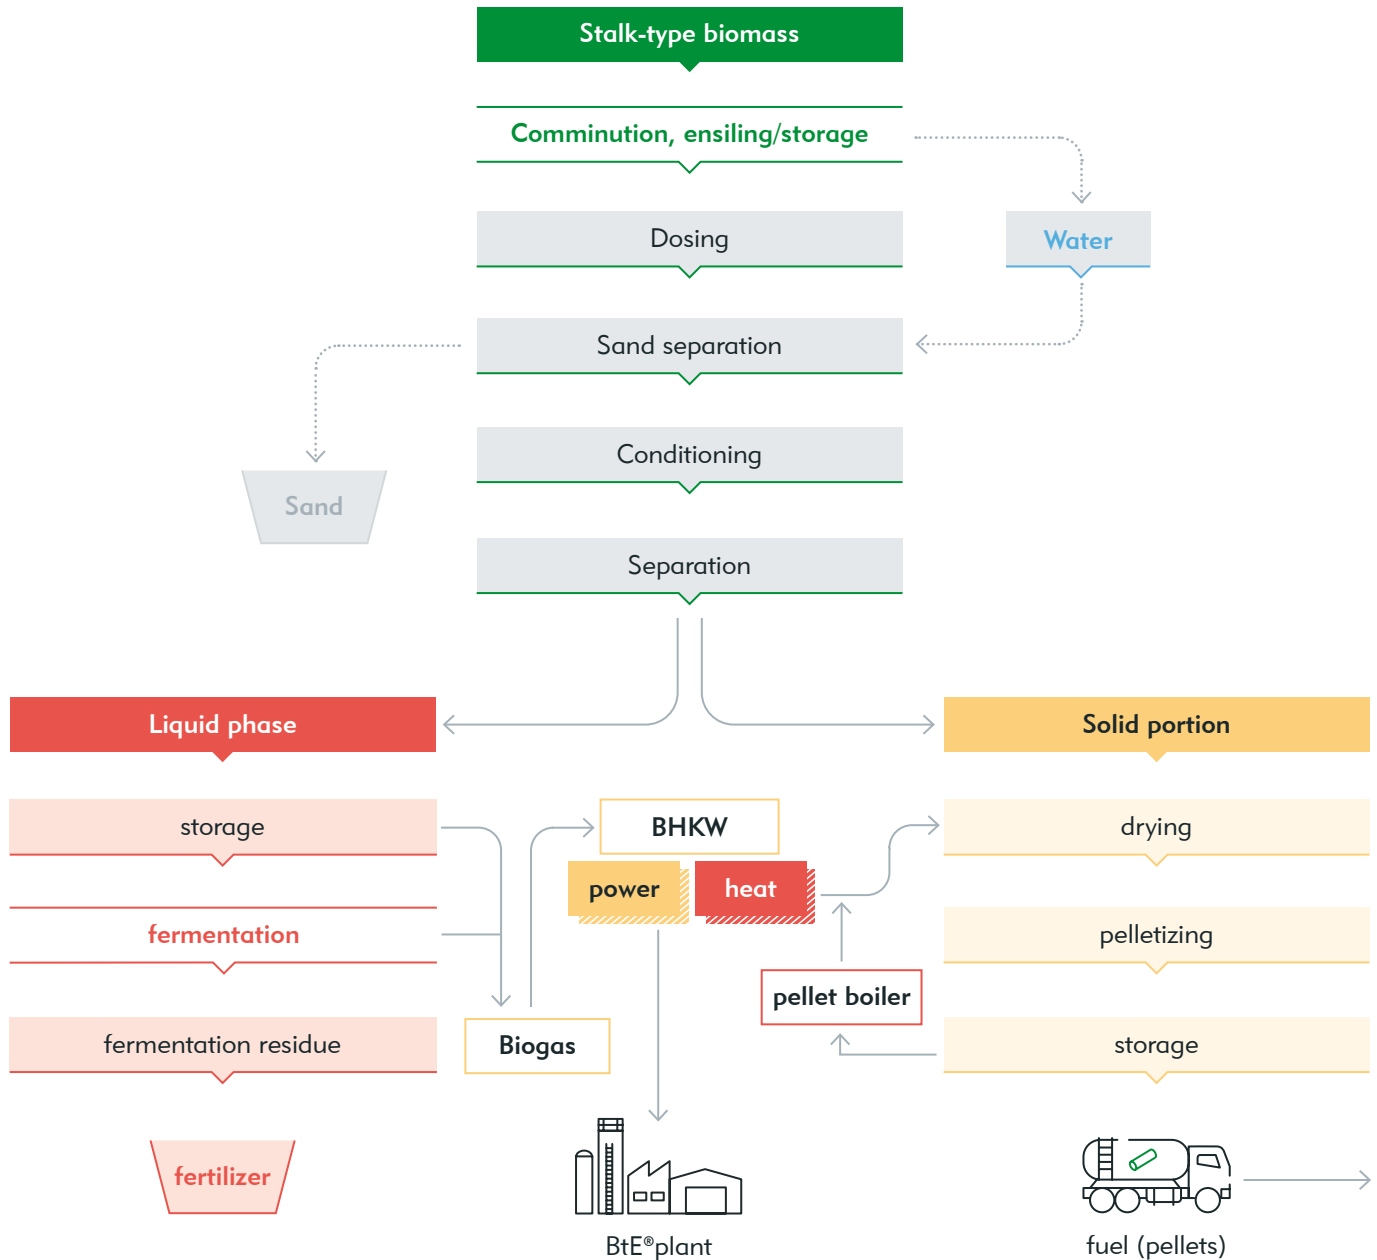 Stalk-type biomass
Comminution, ensiling/storage
Dosing
Water
Sand separation
Conditioning
Sand
Separation
Liquid phase
Solid portion
storage
BHKW
drying
power
heat
fermentation
pelletizing
pellet boiler
fermentation residue
Biogas
storage
fertilizer
BtE®plant
fuel (pellets)